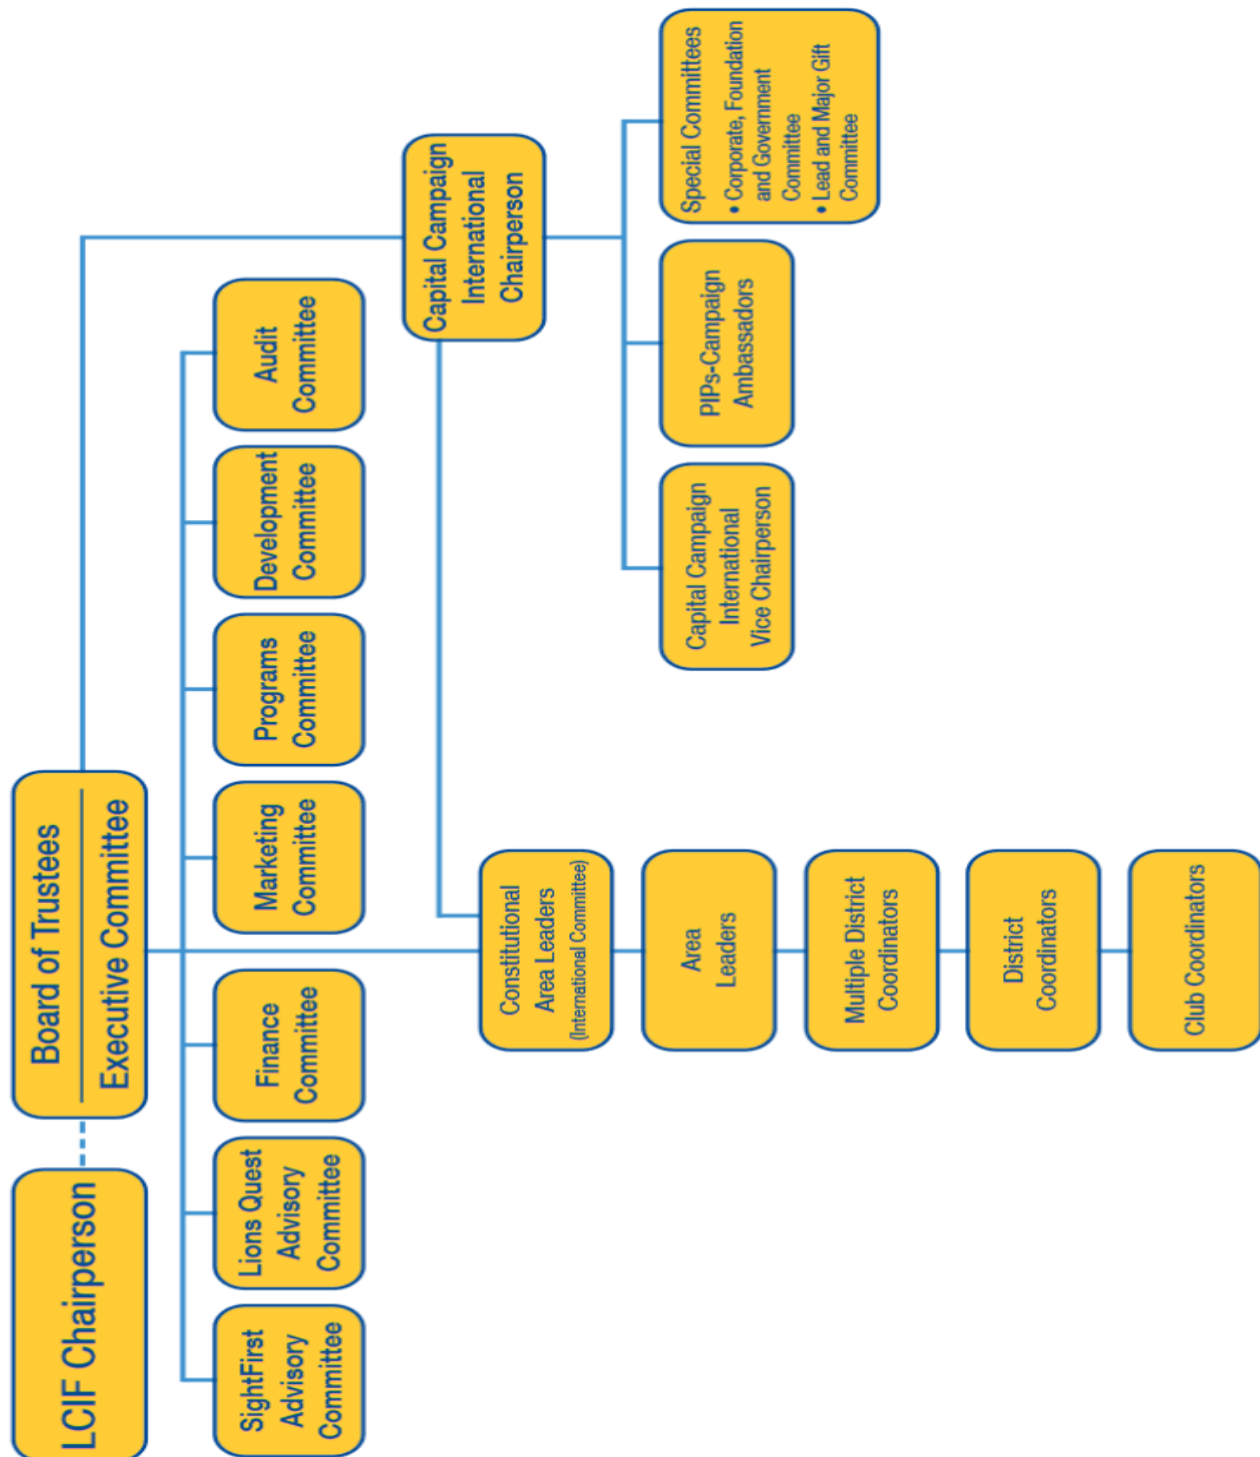 LCIF Chairperson
Board of Trustees
Executive Committee
SightFirst
Advisory
Committee
Lions Quest
Advisory
Committee
Finance
Committee
Marketing
Committee
Programs
Committee
Development
Committee
Audit
Committee
Capital Campaign
International
Chairperson
Constitutional
Area Leaders
(International Committee)
Area
Leaders
Multiple District
Coordinators
District
Coordinators
Club Coordinators
Capital Campaign
International
Vice Chairperson
PIPs-Campaign
Ambassadors
Special Committees
• Corporate, Foundation
and Government
Committee
• Lead and Major Gift
Committee